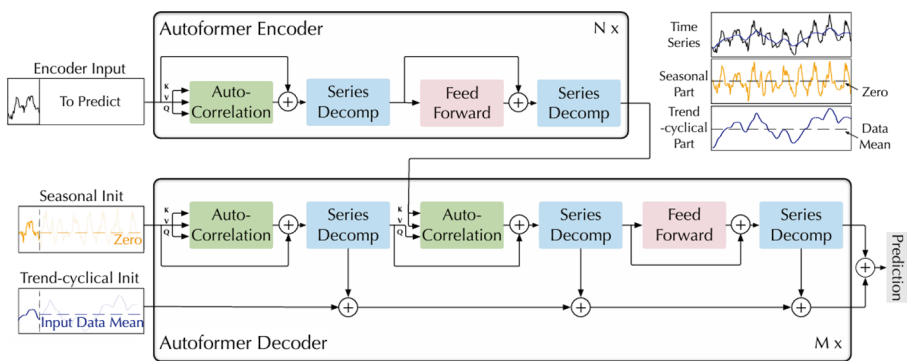 Autoformer Encoder
N x
Encoder Input
To Predict
K
V
Q
Auto-
Correlation
+
Series
Decomp
Feed
Forward
+
Series
Decomp
Time
Series
Seasonal
Part
Zero
Trend
-cyclical
Part
Data
Mean
Seasonal Init
Zero
K
V
Q
Auto-
Correlation
+
Series
Decomp
K
V
Q
Auto-
Correlation
+
Series
Decomp
Feed
Forward
+
Series
Decomp
Trend-cyclical Init
Input Data Mean
+
+
+
+
Prediction
Autoformer Decoder
M x